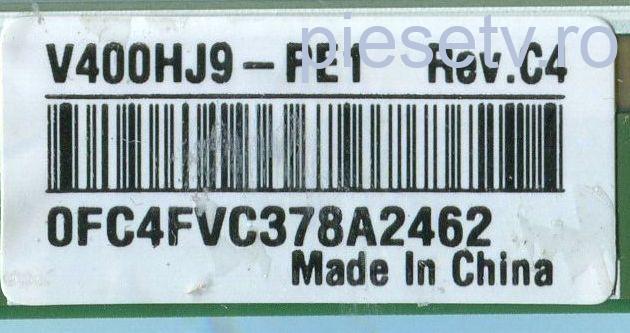 piesetv.ro
V400HJ9-PE1 Rev.C4
0FC4FVC378A2462
Made In China